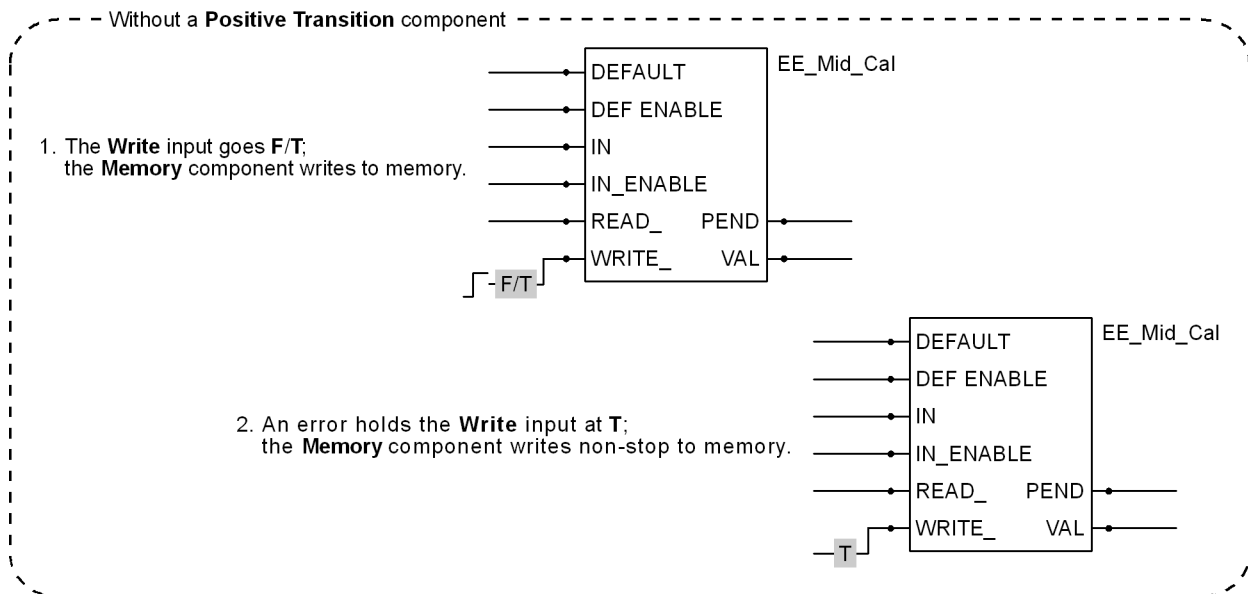 Without a Positive Transition component
EE_Mid_Cal
DEFAULT
DEF ENABLE
1. The Write input goes F/T;
the Memory component writes to memory.
IN
IN_ENABLE
READ_ PEND
WRITE_ VAL
F/T
EE_Mid_Cal
DEFAULT
DEF ENABLE
2. An error holds the Write input at T;
the Memory component writes non-stop to memory.
IN
IN_ENABLE
READ_ PEND
WRITE_ VAL
T